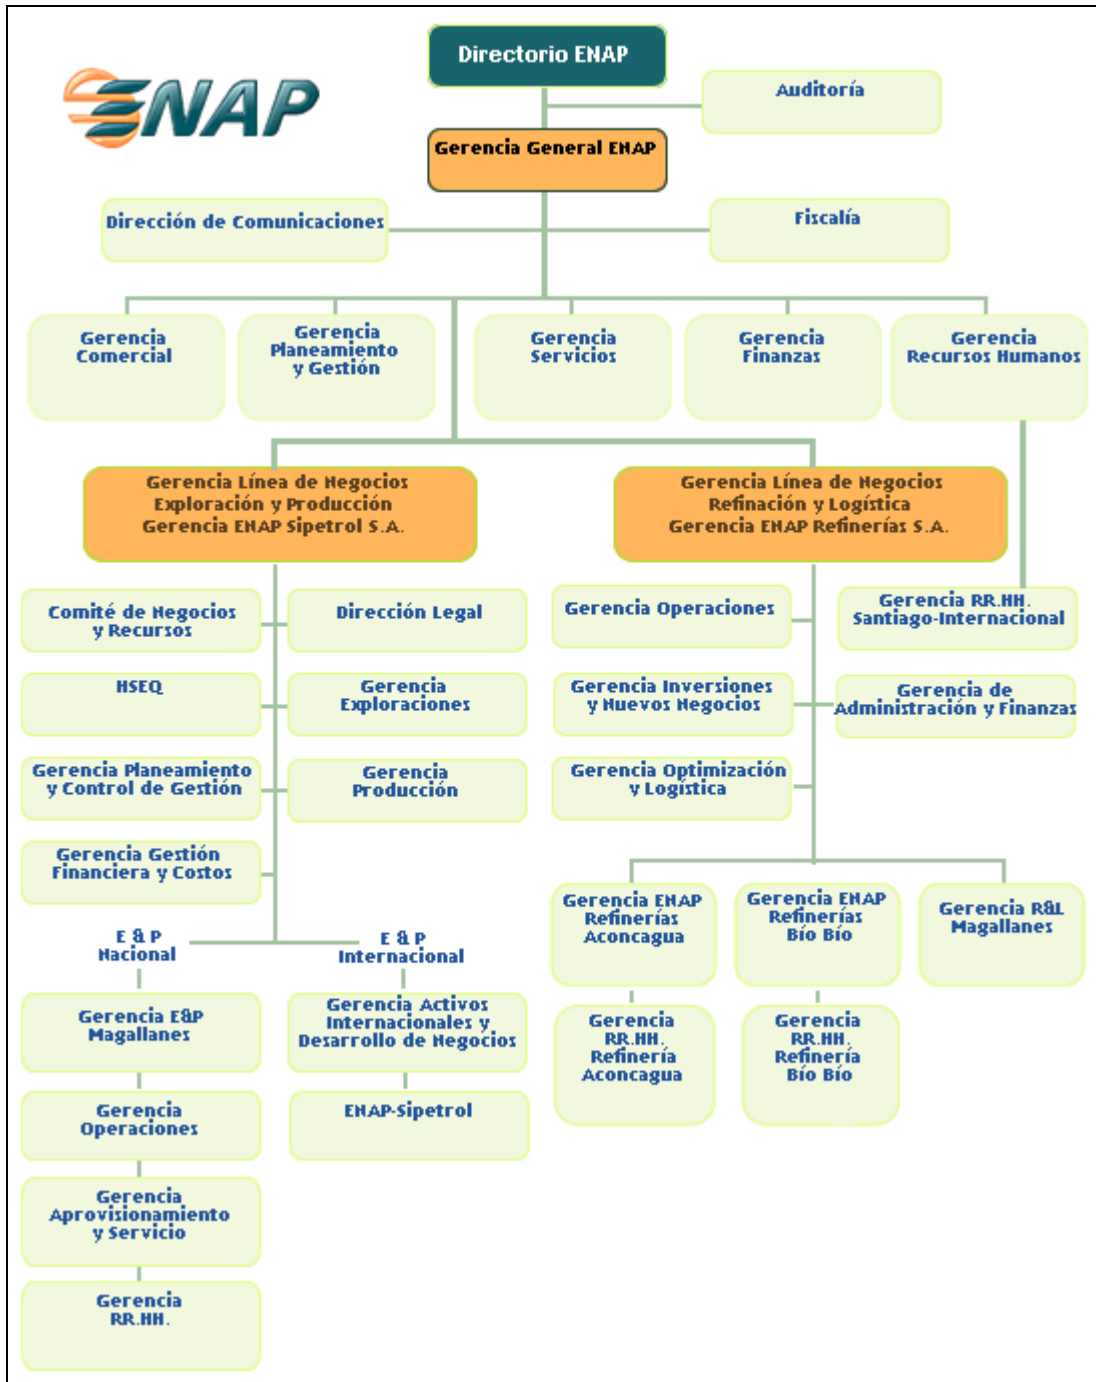 Directorio ENAP
ENAP
Auditoría
Gerencia General ENAP
Dirección de Comunicaciones
Fiscalía
Gerencia
Comercial
Gerencia
Planeamiento
y Gestión
Gerencia
Servicios
Gerencia
Finanzas
Gerencia
Recursos Humanos
Gerencia Línea de Negocios
Exploración y Producción
Gerencia ENAP Sipetrol S.A.
Gerencia Línea de Negocios
Refinación y Logística
Gerencia ENAP Refinerías S.A.
Comité de Negocios
y Recursos
Dirección Legal
HSEQ
Gerencia
Exploraciones
Gerencia Planeamiento
y Control de Gestión
Gerencia
Producción
Gerencia Gestión
Financiera y Costos
Gerencia Operaciones
Gerencia RR.HH.
Santiago-Internacional
Gerencia Inversiones
y Nuevos Negocios
Gerencia de
Administración y Finanzas
Gerencia Optimización
y Logística
E & P
Nacional
E & P
Internacional
Gerencia E&P
Magallanes
Gerencia Activos
Internacionales y
Desarrollo de Negocios
Gerencia
Operaciones
ENAP-Sipetrol
Gerencia
Aprovisionamiento
y Servicio
Gerencia
RR.HH.
Gerencia ENAP
Refinerías
Aconcagua
Gerencia ENAP
Refinerías
Bío Bío
Gerencia R&L
Magallanes
Gerencia
RR.HH.
Refinería
Aconcagua
Gerencia
RR.HH.
Refinería
Bío Bío